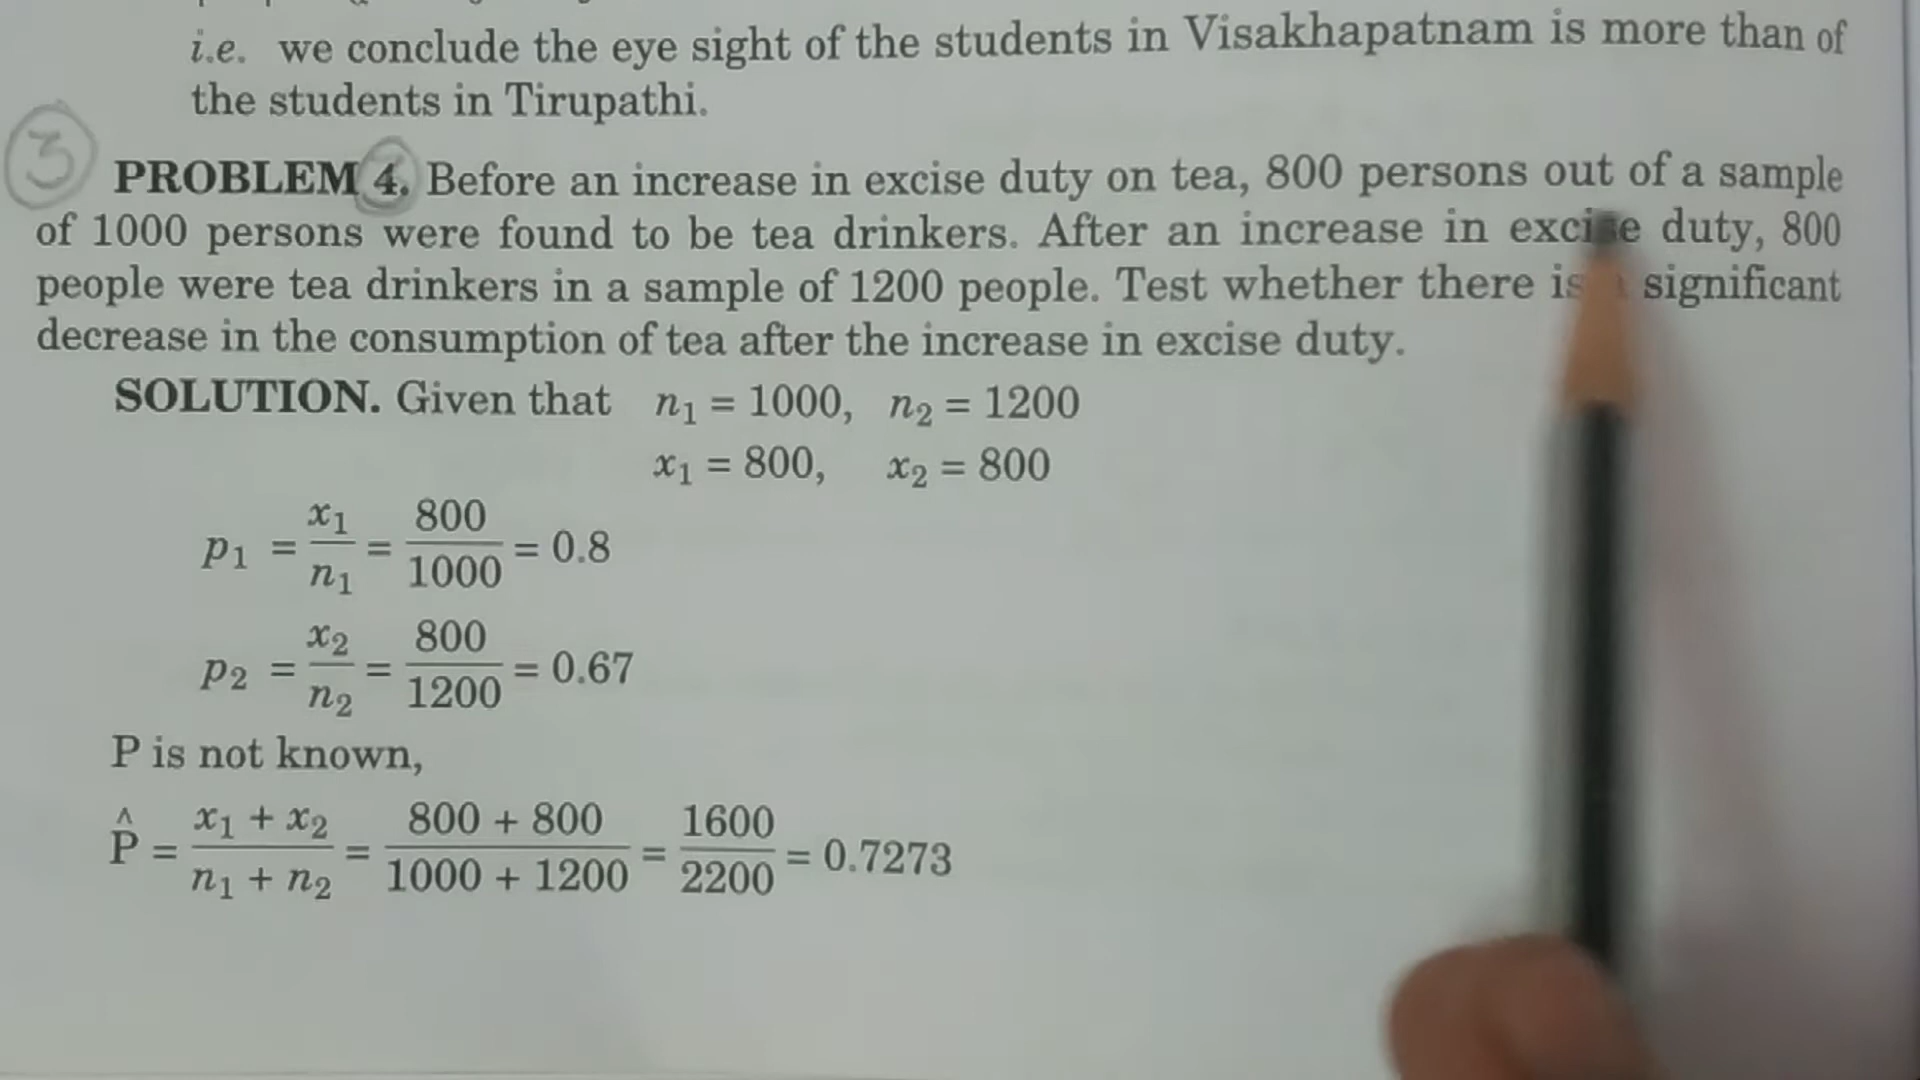 i.e. we conclude the eye sight of the students in Visakhapatnam is more than of
the students in Tirupathi.
3
PROBLEM 4. Before an increase in excise duty on tea, 800 persons out of a sample
of 1000 persons were found to be tea drinkers. After an increase in excise duty, 800
people were tea drinkers in a sample of 1200 people. Test whether there is significant
decrease in the consumption of tea after the increase in excise duty.
SOLUTION. Given that n₁ = 1000, n₂ = 1200
x₁ = 800, x₂ = 800
p₁ = x₁/n₁ = 800/1000 = 0.8
p₂ = x₂/n₂ = 800/1200 = 0.67
P is not known,
P̂ = (x₁ + x₂)/(n₁ + n₂) = (800 + 800)/(1000 + 1200) = 1600/2200 = 0.7273